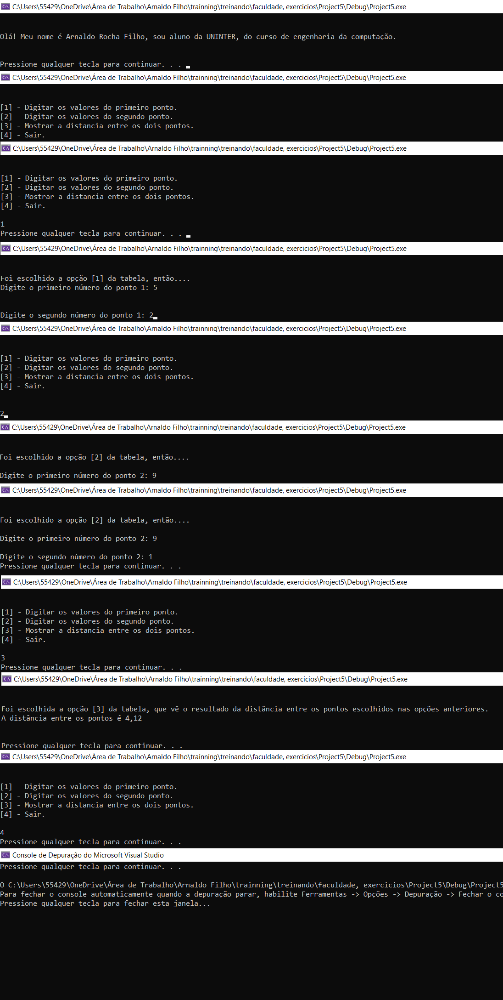 C:\Users\55429\OneDrive\Área de Trabalho\Arnaldo Filho\trainning\treinando\faculdade, exercicios\Project5\Debug\Project5.exe
Olá! Meu nome é Arnaldo Rocha Filho, sou aluno da UNINTER, do curso de engenharia da computação.
Pressione qualquer tecla para continuar. . .
C:\Users\55429\OneDrive\Área de Trabalho\Arnaldo Filho\trainning\treinando\faculdade, exercicios\Project5\Debug\Project5.exe
[1] - Digitar os valores do primeiro ponto.
[2] - Digitar os valores do segundo ponto.
[3] - Mostrar a distancia entre os dois pontos.
[4] - Sair.
C:\Users\55429\OneDrive\Área de Trabalho\Arnaldo Filho\trainning\treinando\faculdade, exercicios\Project5\Debug\Project5.exe
[1] - Digitar os valores do primeiro ponto.
[2] - Digitar os valores do segundo ponto.
[3] - Mostrar a distancia entre os dois pontos.
[4] - Sair.
1
Pressione qualquer tecla para continuar. . .
C:\Users\55429\OneDrive\Área de Trabalho\Arnaldo Filho\trainning\treinando\faculdade, exercicios\Project5\Debug\Project5.exe
Foi escolhido a opção [1] da tabela, então....
Digite o primeiro número do ponto 1: 5
Digite o segundo número do ponto 1: 2
C:\Users\55429\OneDrive\Área de Trabalho\Arnaldo Filho\trainning\treinando\faculdade, exercicios\Project5\Debug\Project5.exe
[1] - Digitar os valores do primeiro ponto.
[2] - Digitar os valores do segundo ponto.
[3] - Mostrar a distancia entre os dois pontos.
[4] - Sair.
2
C:\Users\55429\OneDrive\Área de Trabalho\Arnaldo Filho\trainning\treinando\faculdade, exercicios\Project5\Debug\Project5.exe
Foi escolhido a opção [2] da tabela, então....
Digite o primeiro número do ponto 2: 9
C:\Users\55429\OneDrive\Área de Trabalho\Arnaldo Filho\trainning\treinando\faculdade, exercicios\Project5\Debug\Project5.exe
Foi escolhido a opção [2] da tabela, então....
Digite o primeiro número do ponto 2: 9
Digite o segundo número do ponto 2: 1
Pressione qualquer tecla para continuar. . .
C:\Users\55429\OneDrive\Área de Trabalho\Arnaldo Filho\trainning\treinando\faculdade, exercicios\Project5\Debug\Project5.exe
[1] - Digitar os valores do primeiro ponto.
[2] - Digitar os valores do segundo ponto.
[3] - Mostrar a distancia entre os dois pontos.
[4] - Sair.
3
Pressione qualquer tecla para continuar. . .
C:\Users\55429\OneDrive\Área de Trabalho\Arnaldo Filho\trainning\treinando\faculdade, exercicios\Project5\Debug\Project5.exe
Foi escolhida a opção [3] da tabela, que vê o resultado da distância entre os pontos escolhidos nas opções anteriores.
A distância entre os pontos é 4,12
Pressione qualquer tecla para continuar. . .
C:\Users\55429\OneDrive\Área de Trabalho\Arnaldo Filho\trainning\treinando\faculdade, exercicios\Project5\Debug\Project5.exe
[1] - Digitar os valores do primeiro ponto.
[2] - Digitar os valores do segundo ponto.
[3] - Mostrar a distancia entre os dois pontos.
[4] - Sair.
4
Pressione qualquer tecla para continuar. . .
Console de Depuração do Microsoft Visual Studio
Pressione qualquer tecla para continuar. . .
O C:\Users\55429\OneDrive\Área de Trabalho\Arnaldo Filho\trainning\treinando\faculdade, exercicios\Project5\Debug\Project5
Para fechar o console automaticamente quando a depuração parar, habilite Ferramentas -> Opções -> Depuração -> Fechar o co
Pressione qualquer tecla para fechar esta janela...